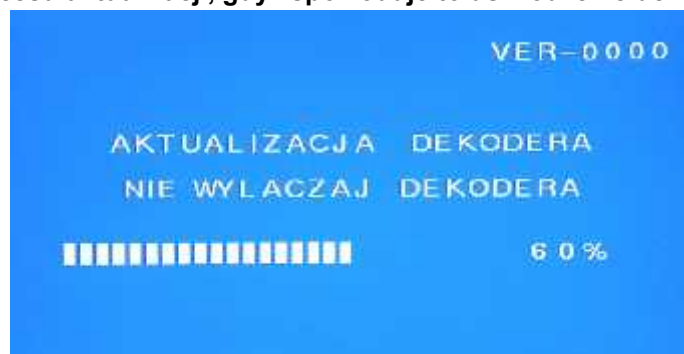 VER-0000
AKTUALIZACJA DEKODERA
NIE WYLACZAJ DEKODERA
60%